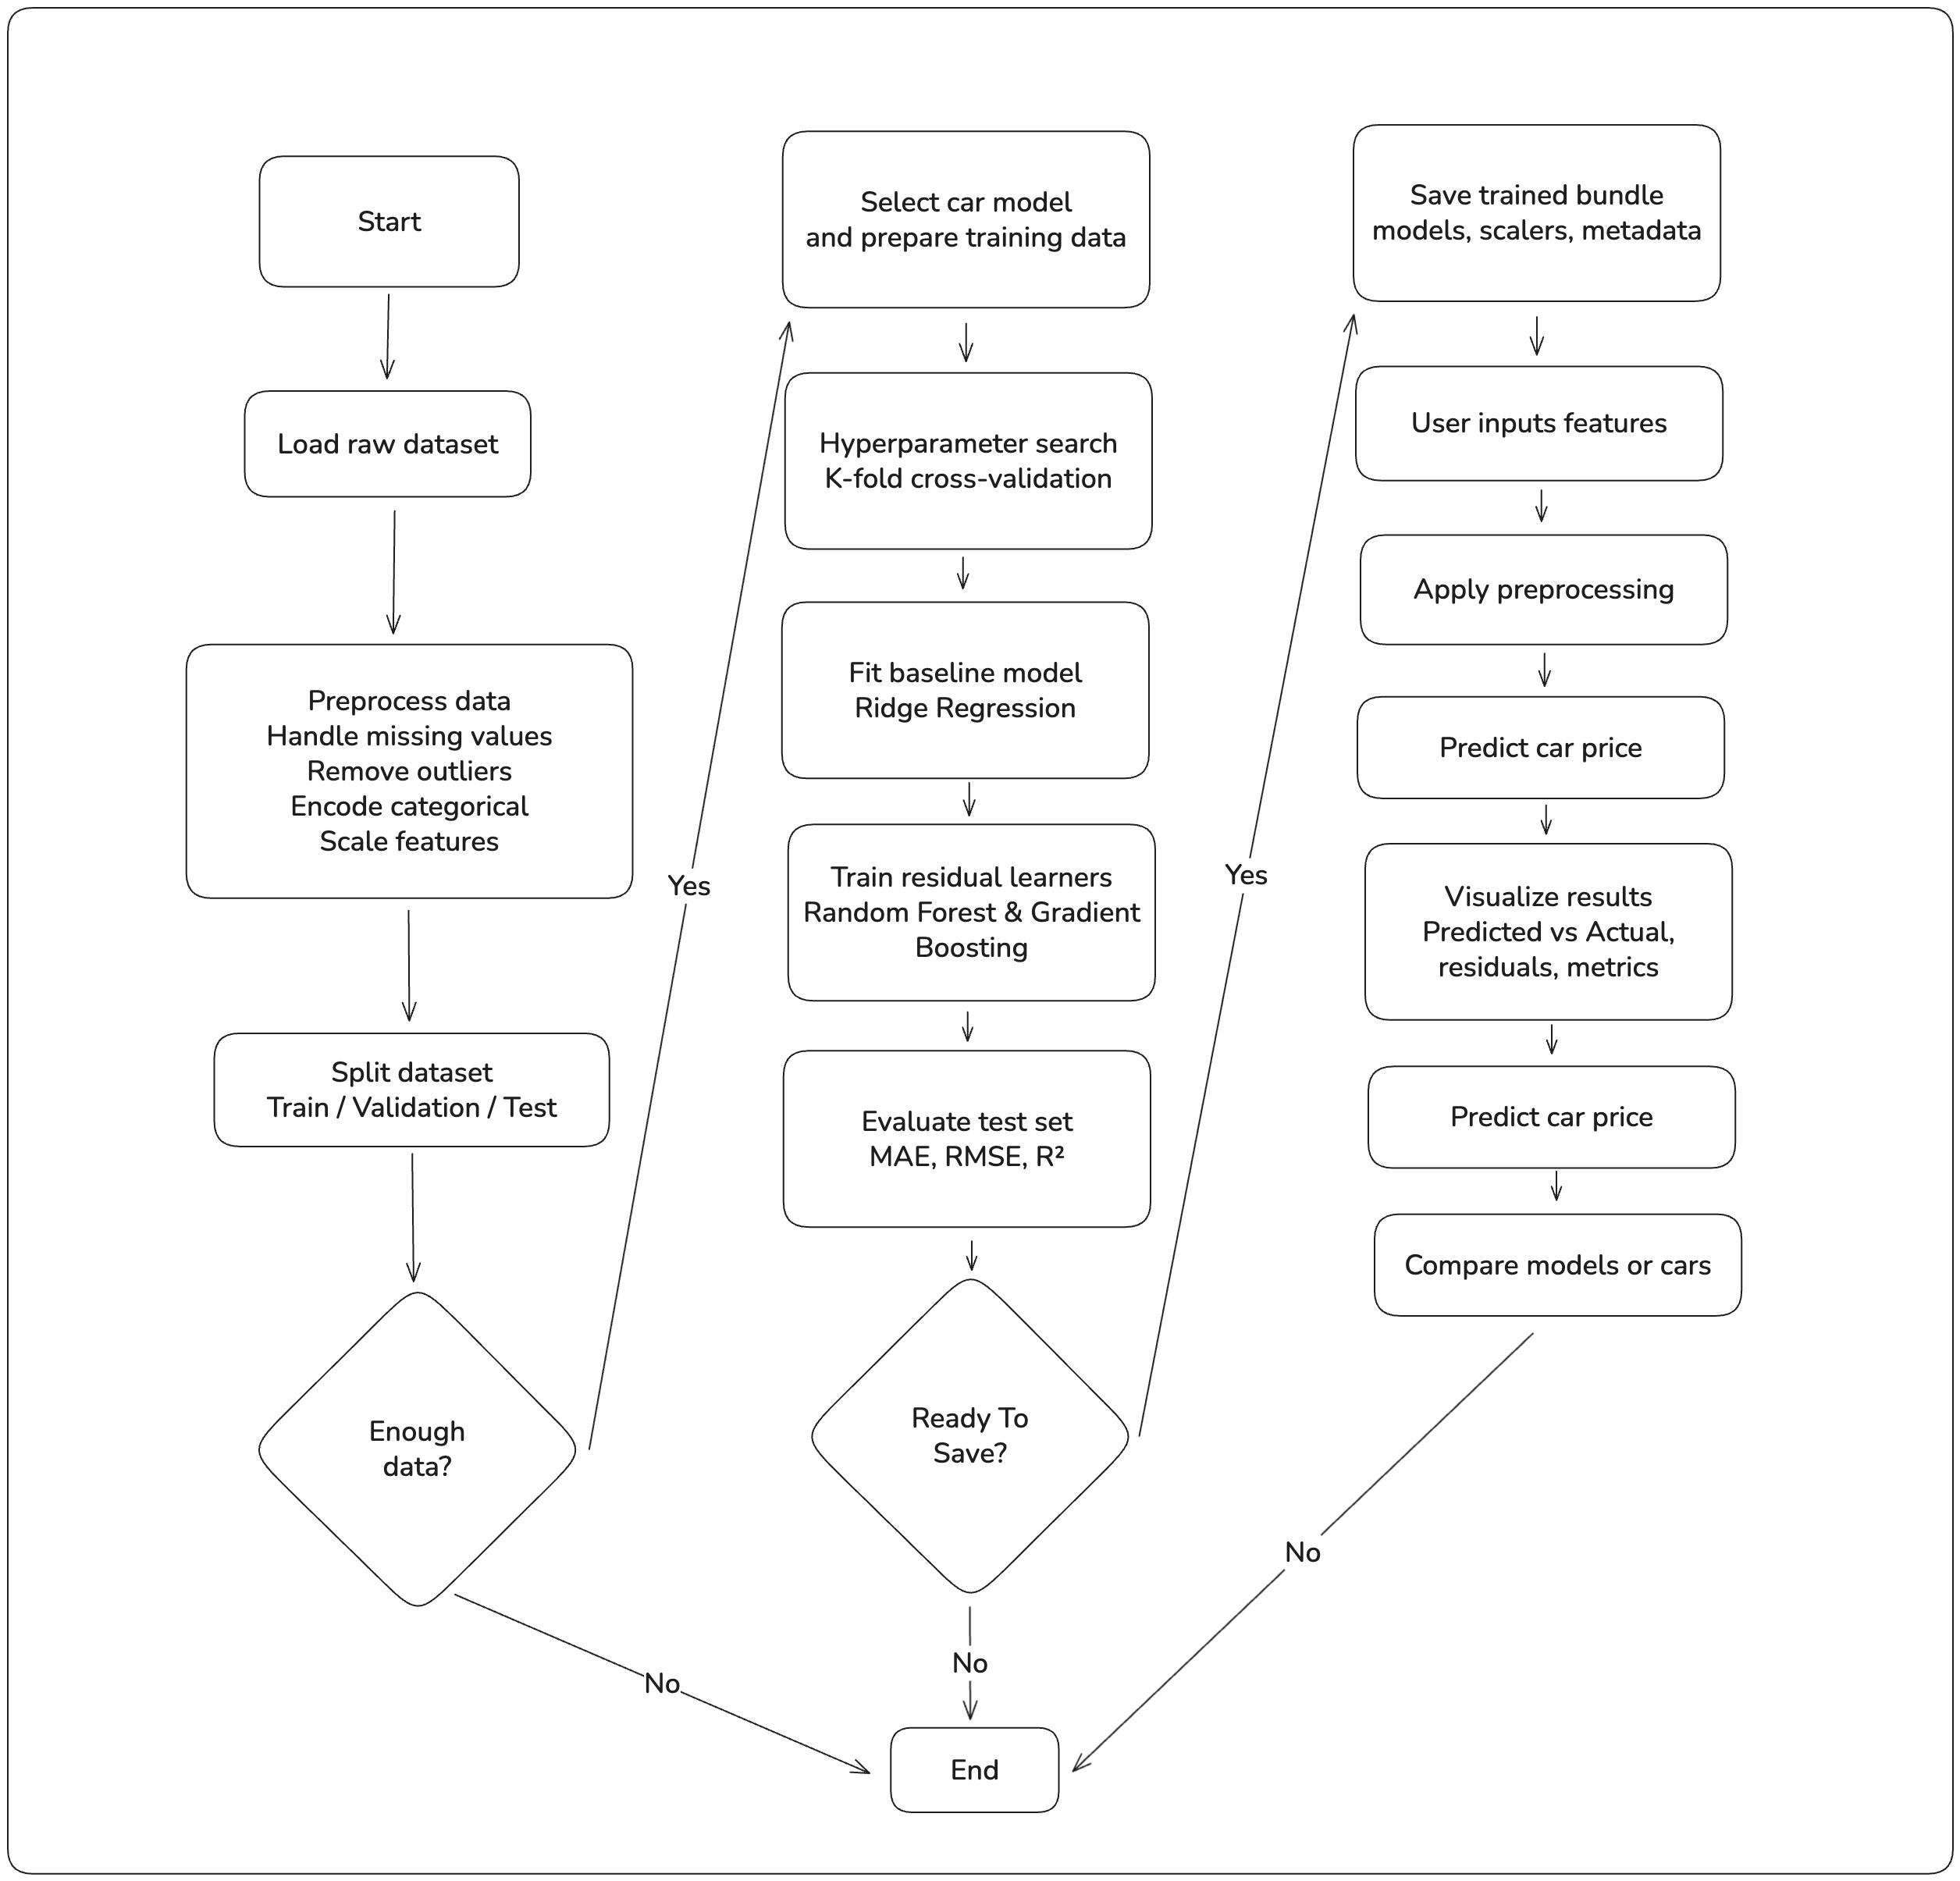 Start
Load raw dataset
Preprocess data
Handle missing values
Remove outliers
Encode categorical
Scale features
Split dataset
Train / Validation / Test
Enough
data?
Yes
No
Select car model
and prepare training data
Hyperparameter search
K-fold cross-validation
Fit baseline model
Ridge Regression
Train residual learners
Random Forest & Gradient
Boosting
Evaluate test set
MAE, RMSE, R²
Ready To
Save?
Yes
No
Save trained bundle
models, scalers, metadata
User inputs features
Apply preprocessing
Predict car price
Visualize results
Predicted vs Actual,
residuals, metrics
Predict car price
Compare models or cars
No
End